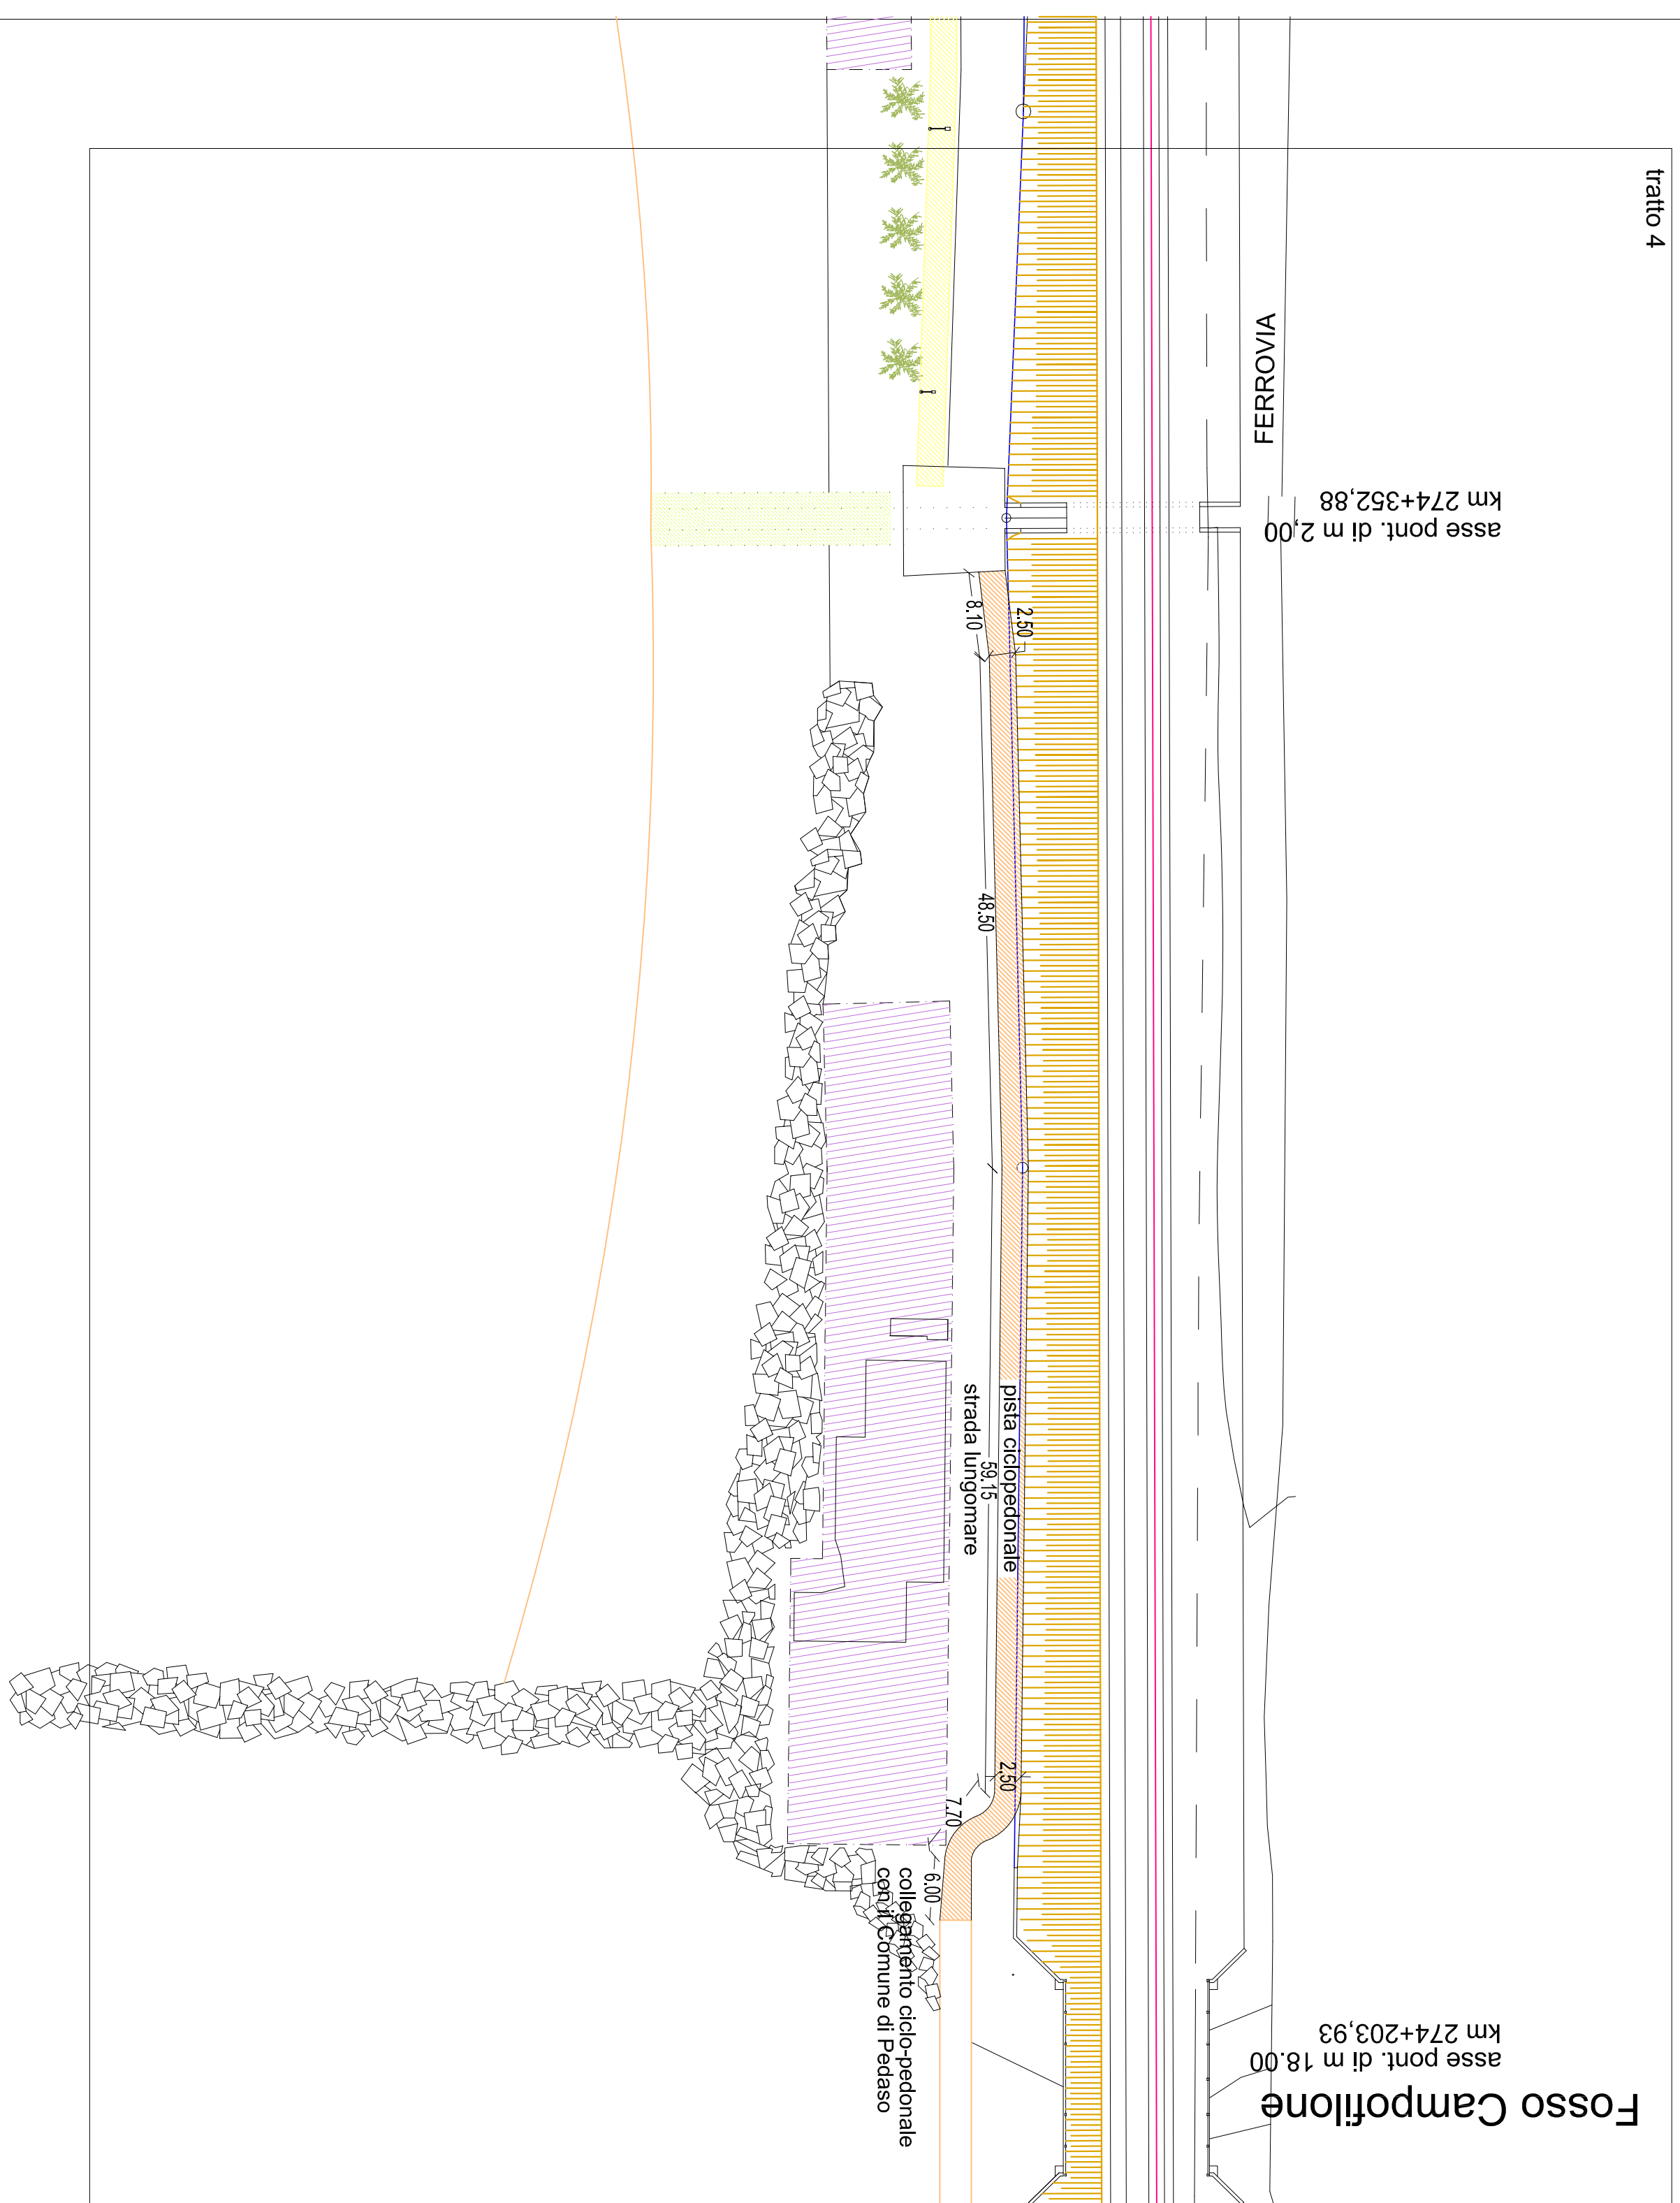 tratto 4
FERROVIA
km 274+352,88
asse pont. di m 2,00
8.10
2.50
48.50
pista ciclopedonale
59.15
strada lungomare
2.50
7.70
6.00
collegamento ciclo-pedonale
con il Comune di Pedaso
km 274+203,93
asse pont. di m 18.00
Fosso Campofilone